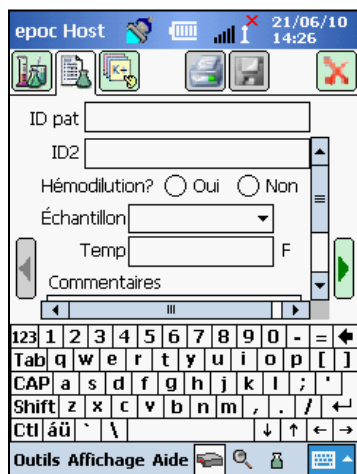 epoc Host 21/06/10
14:26
K+
ID pat
ID2
Hémodilution? Oui Non
Échantillon
Temp F
Commentaires
123 1 2 3 4 5 6 7 8 9 0 - = 
Tab q w e r t y u i o p [ ]
CAP a s d f g h j k l ; '
Shift z x c v b n m , . / ↵
Ctl áü ` \ ↓ ↑ ← →
Outils Affichage Aide